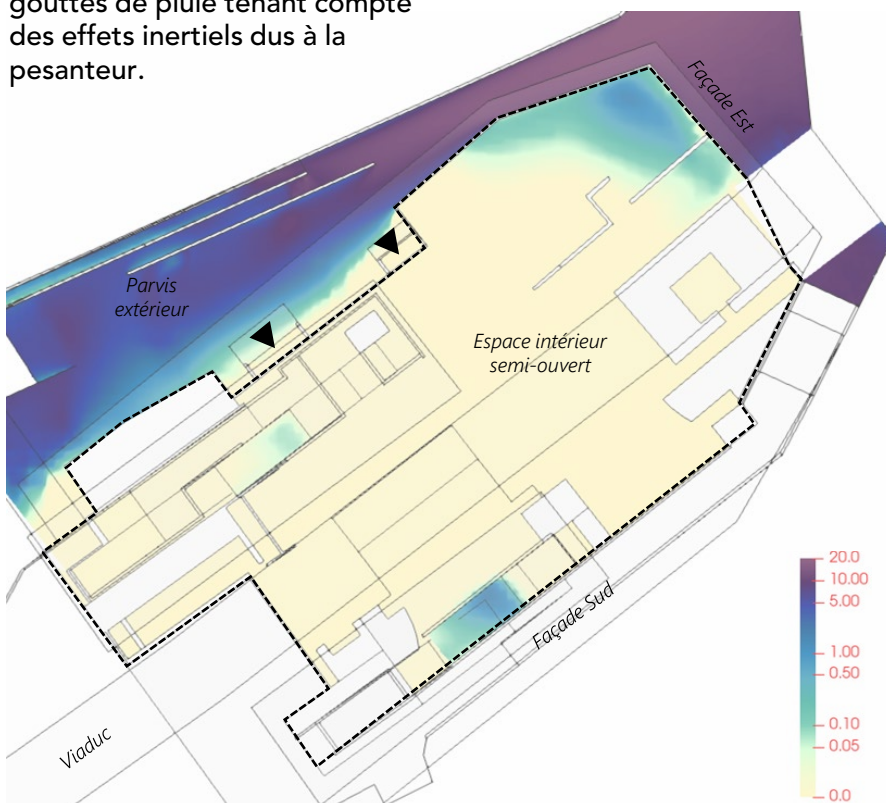 gouttes de pluie tenant compte
des effets inertiels dus à la
pesanteur.
Façade Est
Parvis
extérieur
Espace intérieur
semi-ouvert
Façade Sud
Viaduc
20.0
10.00
5.00
1.00
0.50
0.10
0.05
0.0